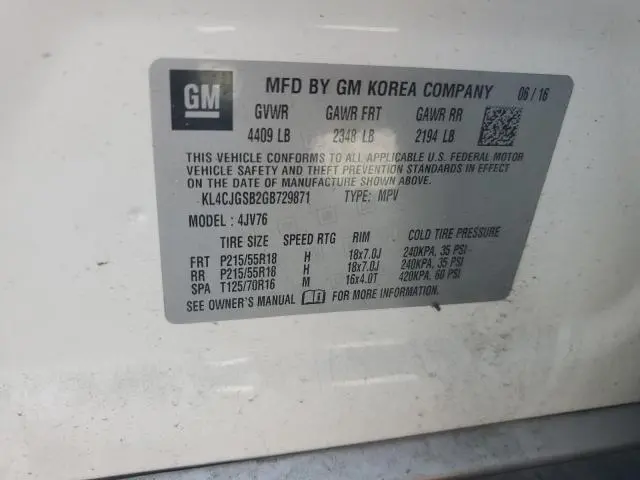 GM
MFD BY GM KOREA COMPANY 06 / 16
GVWR GAWR FRT GAWR RR
4409 LB 2348 LB 2194 LB
THIS VEHICLE CONFORMS TO ALL APPLICABLE U.S. FEDERAL MOTOR
VEHICLE SAFETY AND THEFT PREVENTION STANDARDS IN EFFECT
ON THE DATE OF MANUFACTURE SHOWN ABOVE.
KL4CJGSB2GB729871 TYPE: MPV
MODEL : 4JV76
TIRE SIZE SPEED RTG RIM COLD TIRE PRESSURE
FRT P215/55R18 H 18x7.0J 240KPA, 35 PSI
RR P215/55R18 H 18x7.0J 240KPA, 35 PSI
SPA T125/70R16 M 16x4.0T 420KPA, 60 PSI
SEE OWNER'S MANUAL FOR MORE INFORMATION.